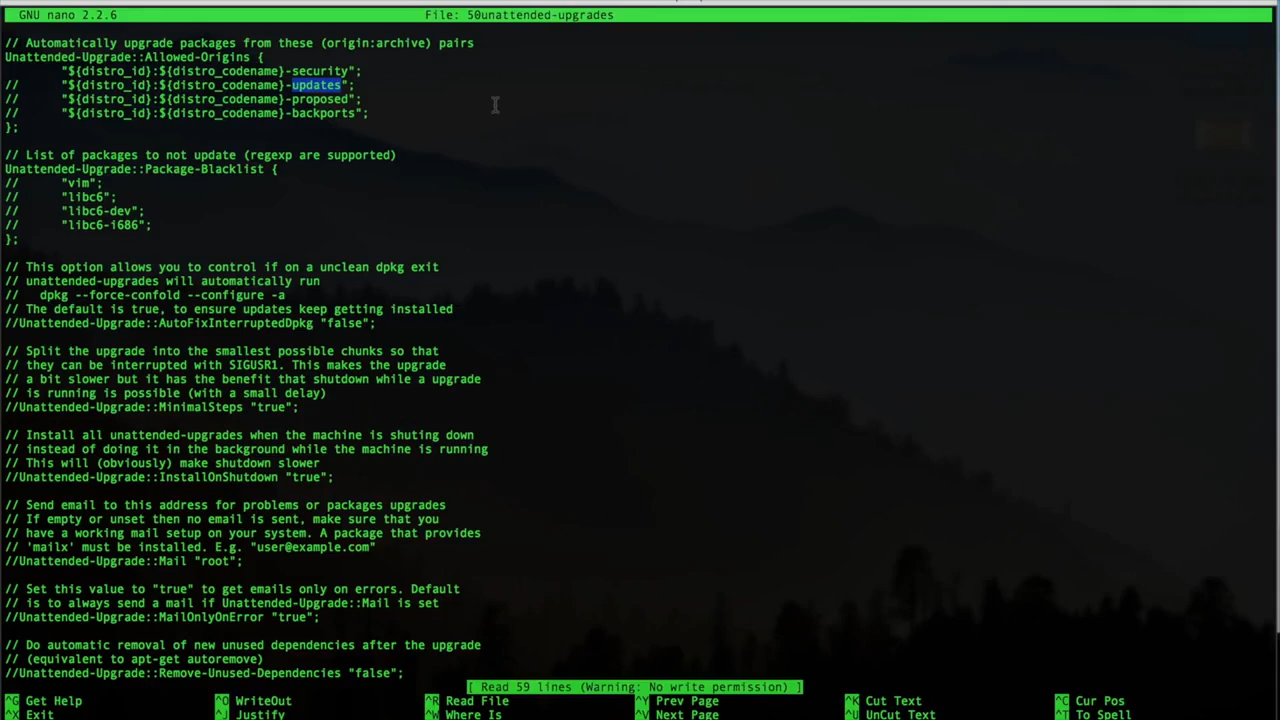 GNU nano 2.2.6 File: 50unattended-upgrades
// Automatically upgrade packages from these (origin:archive) pairs
Unattended-Upgrade::Allowed-Origins {
"${distro_id}:${distro_codename}-security";
// "${distro_id}:${distro_codename}-updates";
// "${distro_id}:${distro_codename}-proposed";
// "${distro_id}:${distro_codename}-backports";
};
// List of packages to not update (regexp are supported)
Unattended-Upgrade::Package-Blacklist {
// "vim";
// "libc6";
// "libc6-dev";
// "libc6-i686";
};
// This option allows you to control if on a unclean dpkg exit
// unattended-upgrades will automatically run
// dpkg --force-confold --configure -a
// The default is true, to ensure updates keep getting installed
//Unattended-Upgrade::AutoFixInterruptedDpkg "false";
// Split the upgrade into the smallest possible chunks so that
// they can be interrupted with SIGUSR1. This makes the upgrade
// a bit slower but it has the benefit that shutdown while a upgrade
// is running is possible (with a small delay)
//Unattended-Upgrade::MinimalSteps "true";
// Install all unattended-upgrades when the machine is shuting down
// instead of doing it in the background while the machine is running
// This will (obviously) make shutdown slower
//Unattended-Upgrade::InstallOnShutdown "true";
// Send email to this address for problems or packages upgrades
// If empty or unset then no email is sent, make sure that you
// have a working mail setup on your system. A package that provides
// 'mailx' must be installed. E.g. "user@example.com"
//Unattended-Upgrade::Mail "root";
// Set this value to "true" to get emails only on errors. Default
// is to always send a mail if Unattended-Upgrade::Mail is set
//Unattended-Upgrade::MailOnlyOnError "true";
// Do automatic removal of new unused dependencies after the upgrade
// (equivalent to apt-get autoremove)
//Unattended-Upgrade::Remove-Unused-Dependencies "false";
[ Read 59 lines (Warning: No write permission) ]
^G Get Help ^O WriteOut ^R Read File ^Y Prev Page ^K Cut Text ^C Cur Pos
^X Exit ^J Justify ^W Where Is ^V Next Page ^U UnCut Text ^T To Spell